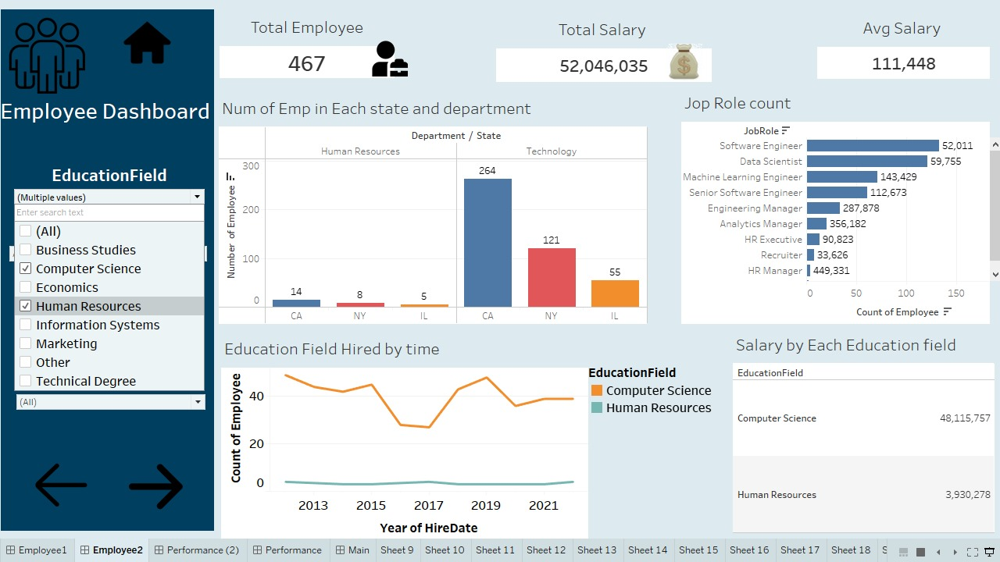 Employee Dashboard
EducationField
(Multiple values)
Enter search text
(All)
Business Studies
Computer Science
Economics
Human Resources
Information Systems
Marketing
Other
Technical Degree
(All)
Total Employee
467
Total Salary
52,046,035
$
Avg Salary
111,448
Num of Emp in Each state and department
Department / State
Human Resources
Technology
Number of Employee
300
200
100
0
14
8
5
264
121
55
CA
NY
IL
CA
NY
IL
Jop Role count
JobRole
Software Engineer 52,011
Data Scientist 59,755
Machine Learning Engineer 143,429
Senior Software Engineer 112,673
Engineering Manager 287,878
Analytics Manager 356,182
HR Executive 90,823
Recruiter 33,626
HR Manager 449,331
0 50 100 150
Count of Employee
Education Field Hired by time
Count of Employee
40
20
0
2013 2015 2017 2019 2021
Year of HireDate
EducationField
Computer Science
Human Resources
Salary by Each Education field
EducationField
Computer Science 48,115,757
Human Resources 3,930,278
Employee1 Employee2 Performance (2) Performance Main Sheet 9 Sheet 10 Sheet 11 Sheet 12 Sheet 13 Sheet 14 Sheet 15 Sheet 16 Sheet 17 Sheet 18